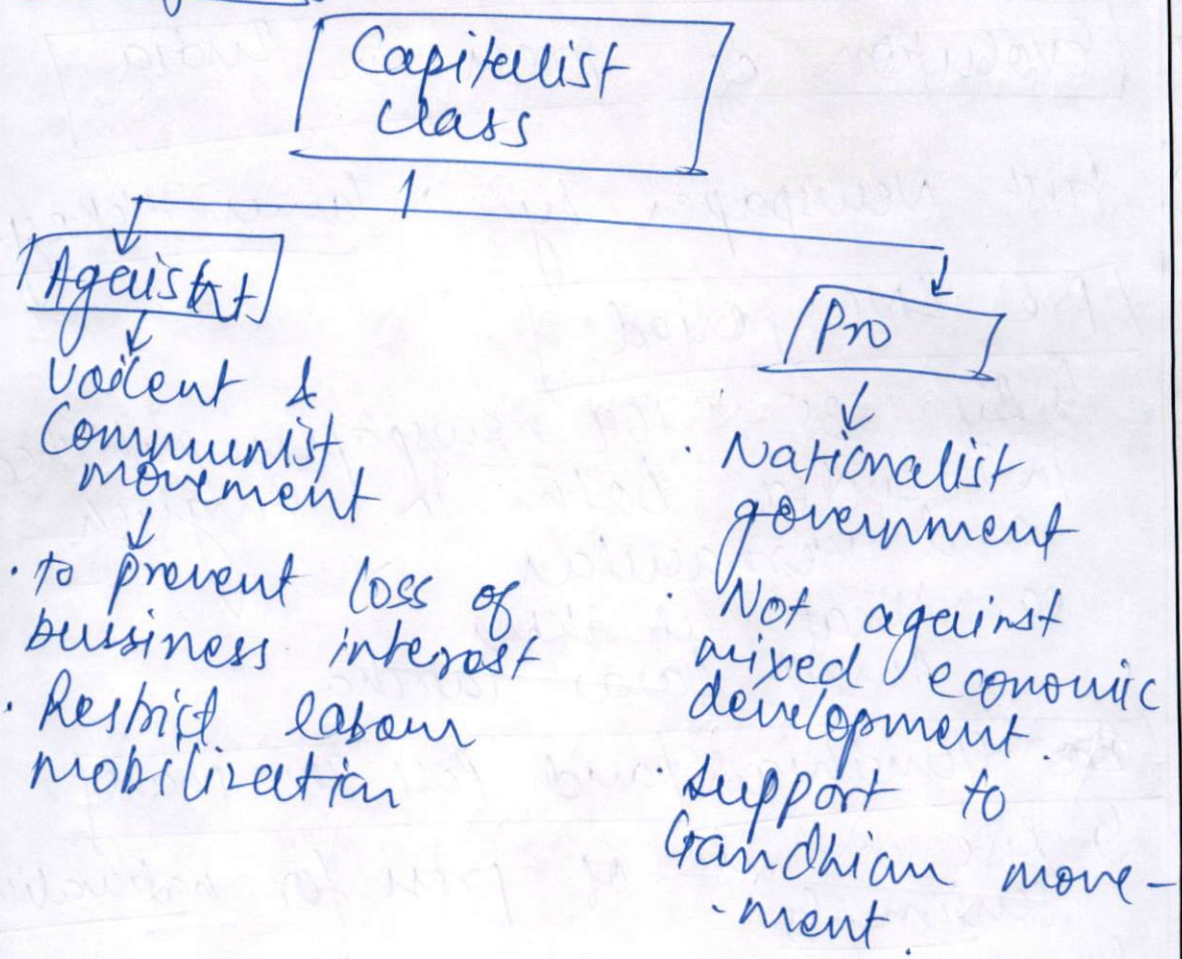 Capitalist
class
Against
Voilent &
Communist
movement
· to prevent loss of
bussiness interest
· Restrict labour
mobilization
Pro
· Nationalist
government
· Not against
mixed economic
development.
· support to
Gandhian move-
-ment.